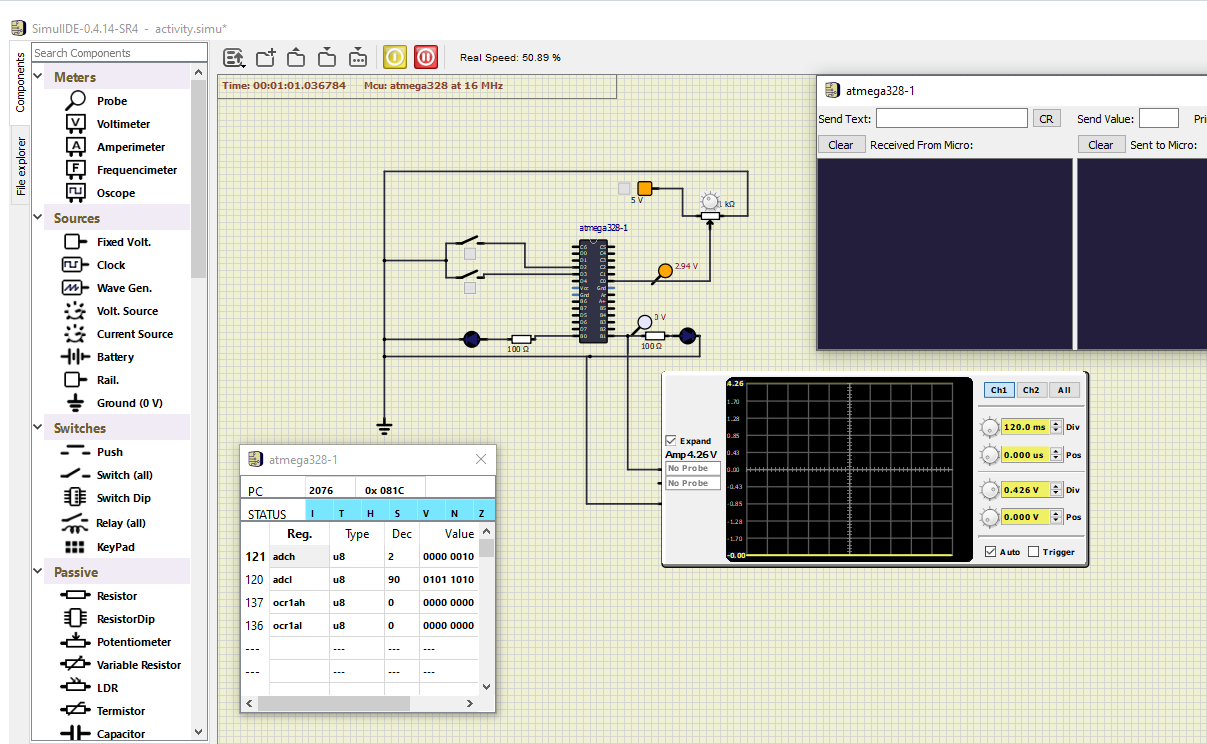 SimulIDE-0.4.14-SR4 - activity.simu*
Components
File explorer
Search Components
Meters
Probe
Voltimeter
Amperimeter
Frequencimeter
Oscope
Sources
Fixed Volt.
Clock
Wave Gen.
Volt. Source
Current Source
Battery
Rail.
Ground (0 V)
Switches
Push
Switch (all)
Switch Dip
Relay (all)
KeyPad
Passive
Resistor
ResistorDip
Potentiometer
Variable Resistor
LDR
Termistor
Capacitor
Real Speed: 50.89 %
Time: 00:01:01.036784 Mcu: atmega328 at 16 MHz
5 V
1 kΩ
atmega328-1
2.94 V
0 V
100 Ω
100 Ω
atmega328-1
Send Text: CR Send Value: Pri
Clear Received From Micro: Clear Sent to Micro:
Expand
Amp 4.26 V
No Probe
No Probe
4.26
1.70
1.28
0.85
0.43
0.00
-0.43
-0.85
-1.28
-1.70
-0.00
Ch1 Ch2 All
120.0 ms Div
0.000 us Pos
0.426 V Div
0.000 V Pos
Auto Trigger
atmega328-1
PC 2076 0x 081C
STATUS I T H S V N Z
Reg. Type Dec Value
121 adch u8 2 0000 0010
120 adcl u8 90 0101 1010
137 ocr1ah u8 0 0000 0000
136 ocr1al u8 0 0000 0000
--- --- --- ---
--- --- --- ---